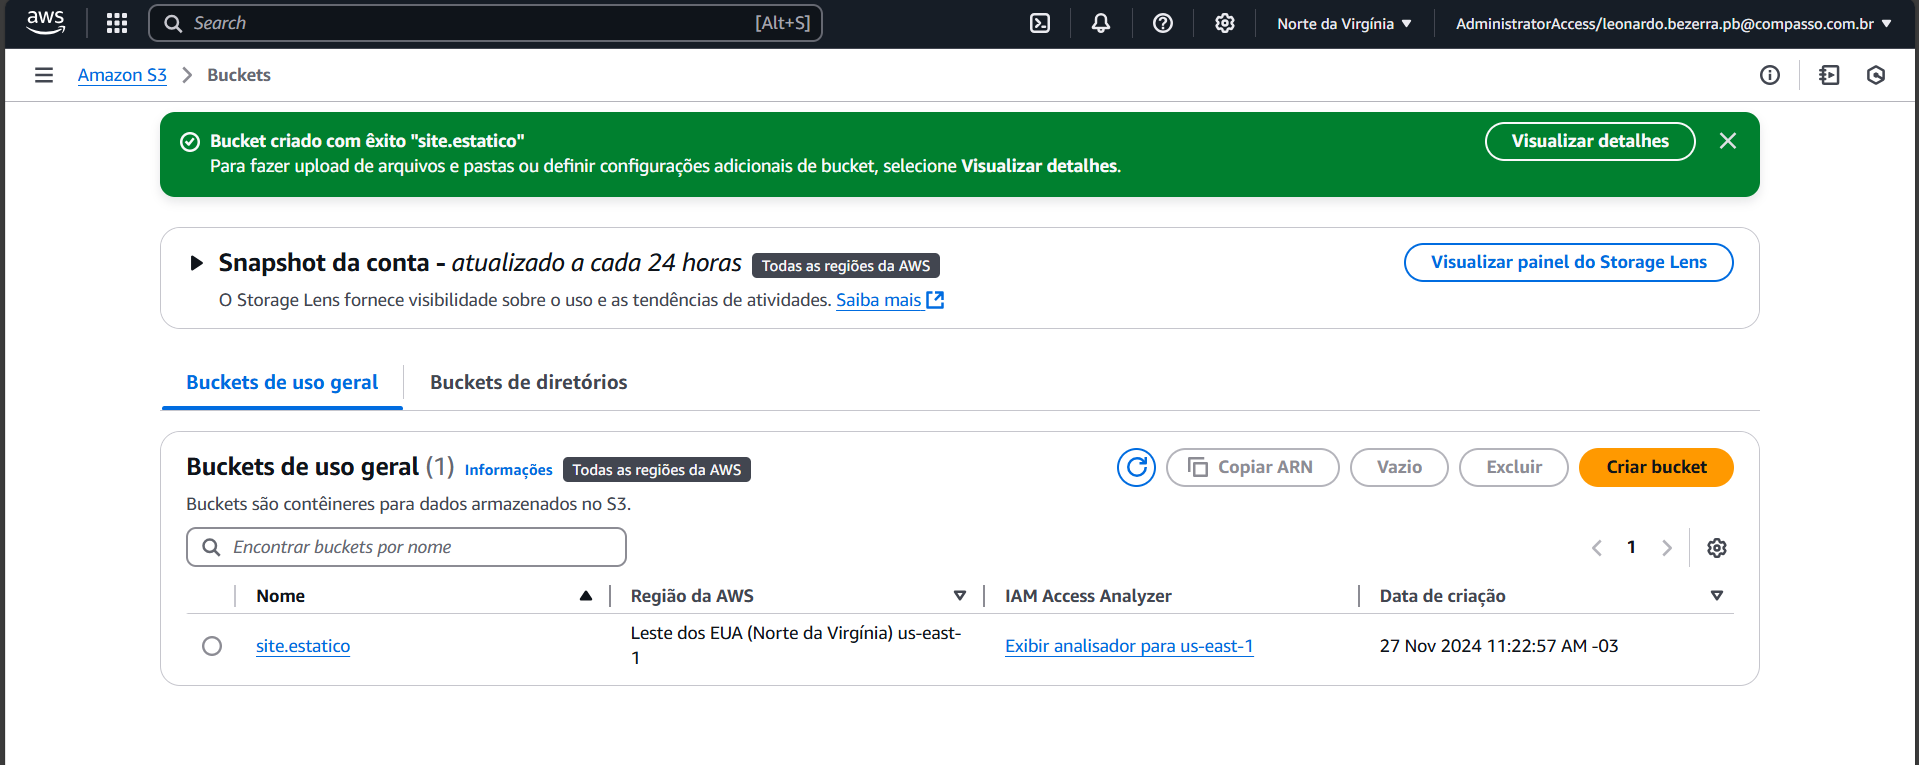 aws
Search [Alt+S]
Norte da Virgínia
AdministratorAccess/leonardo.bezerra.pb@compasso.com.br
Amazon S3 > Buckets
Bucket criado com êxito "site.estatico"
Para fazer upload de arquivos e pastas ou definir configurações adicionais de bucket, selecione Visualizar detalhes.
Visualizar detalhes
Snapshot da conta - atualizado a cada 24 horas
Todas as regiões da AWS
O Storage Lens fornece visibilidade sobre o uso e as tendências de atividades. Saiba mais
Visualizar painel do Storage Lens
Buckets de uso geral
Buckets de diretórios
Buckets de uso geral (1) Informações
Todas as regiões da AWS
Copiar ARN
Vazio
Excluir
Criar bucket
Buckets são contêineres para dados armazenados no S3.
Encontrar buckets por nome
1
Nome
Região da AWS
IAM Access Analyzer
Data de criação
site.estatico
Leste dos EUA (Norte da Virgínia) us-east-
1
Exibir analisador para us-east-1
27 Nov 2024 11:22:57 AM -03